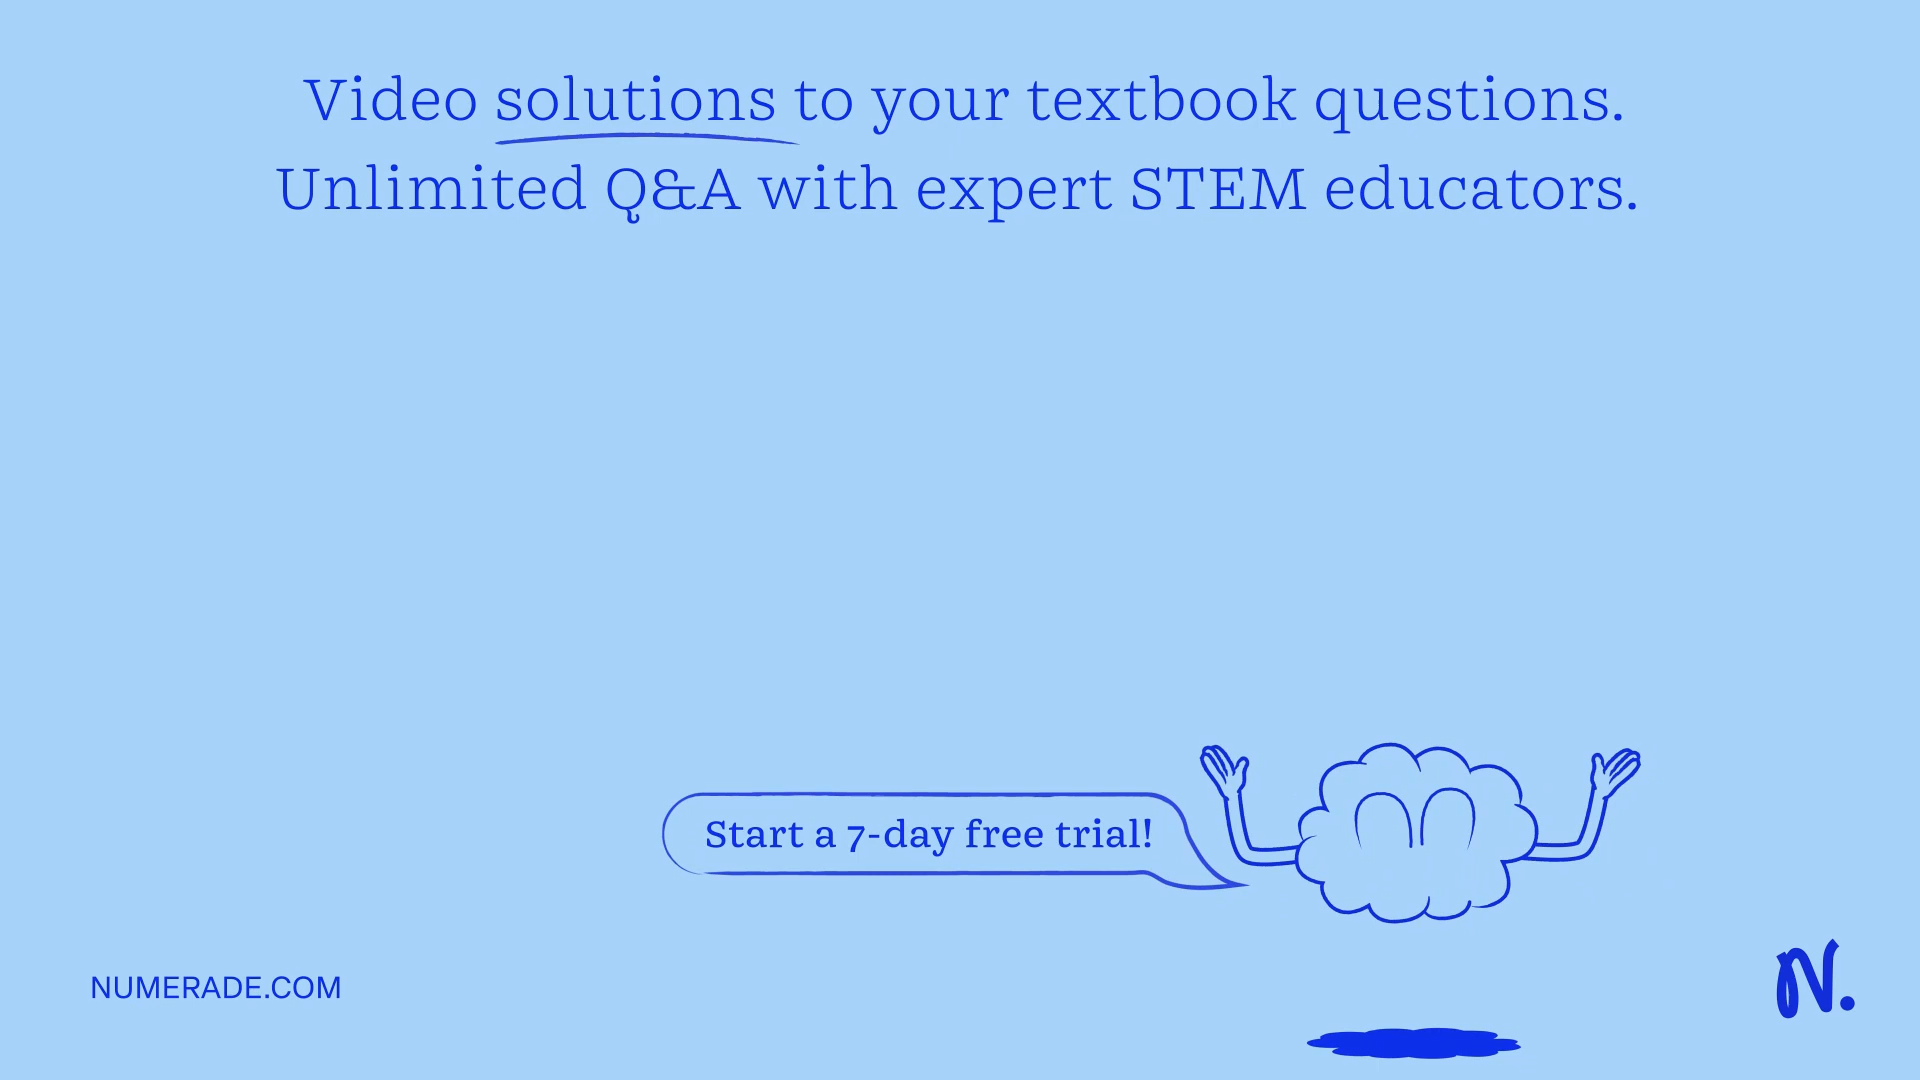 Video solutions to your textbook questions.
Unlimited Q&A with expert STEM educators.
Start a 7-day free trial!
NUMERADE.COM
N.